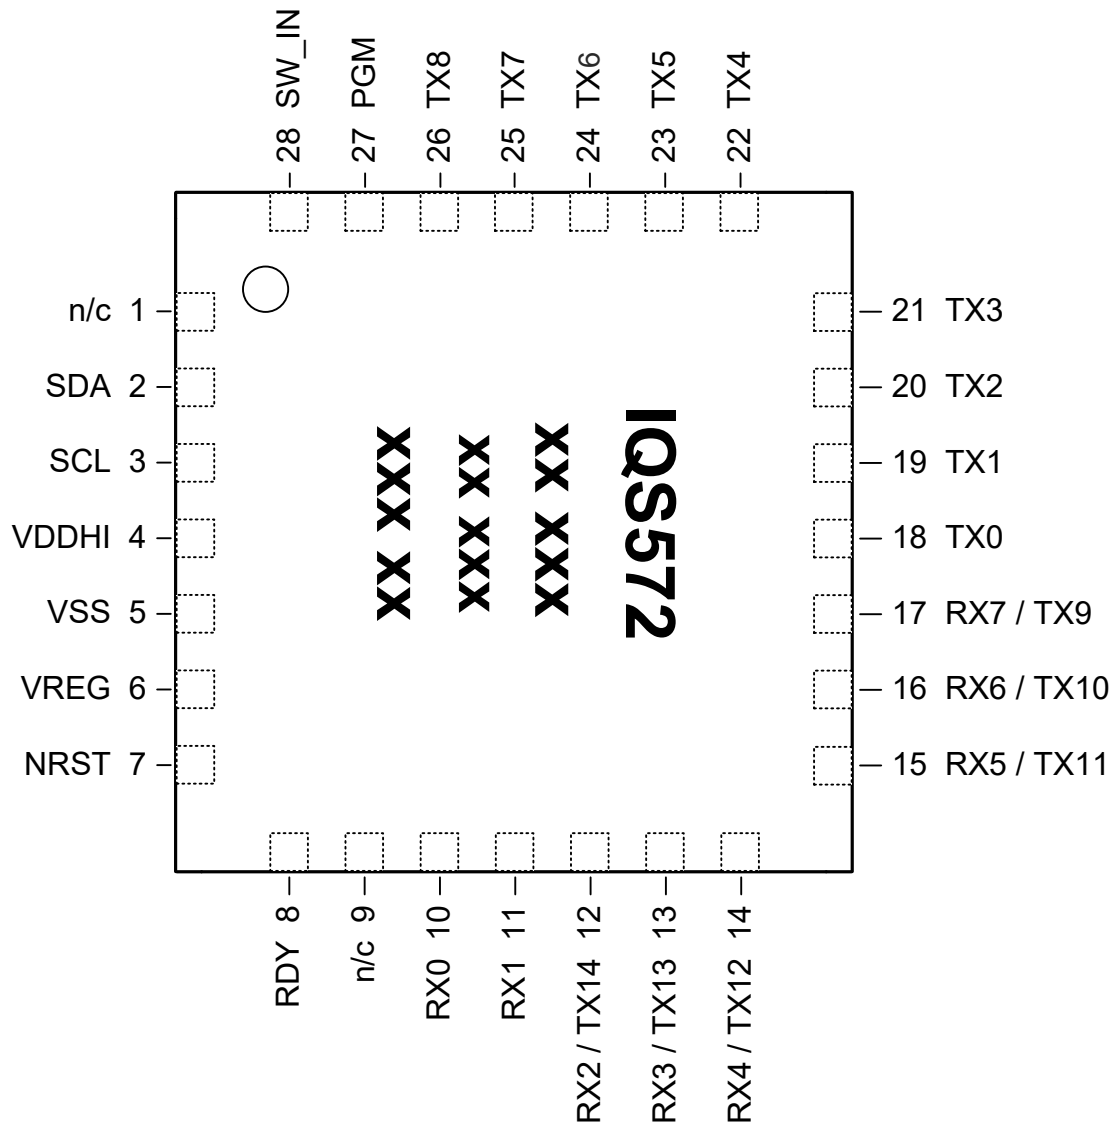 28 SW_IN
27 PGM
26 TX8
25 TX7
24 TX6
23 TX5
22 TX4
n/c 1
SDA 2
SCL 3
VDDHI 4
VSS 5
VREG 6
NRST 7
IQS572
xx xxx xx
xx xxx
xxx xx
21 TX3
20 TX2
19 TX1
18 TX0
17 RX7 / TX9
16 RX6 / TX10
15 RX5 / TX11
RDY 8
n/c 9
RX0 10
RX1 11
RX2 / TX14 12
RX3 / TX13 13
RX4 / TX12 14